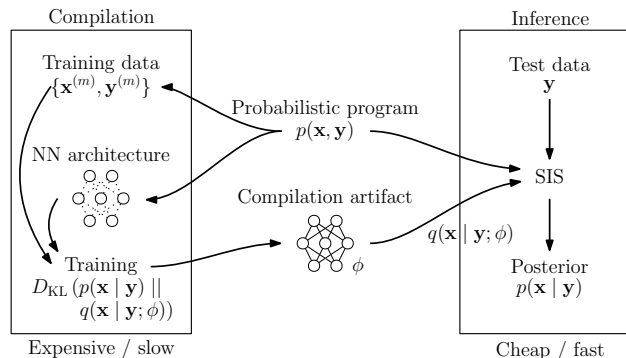 Compilation
Training data
{x^(m), y^(m)}
NN architecture
Training
D_KL (p(x | y) ||
q(x | y; ϕ))
Expensive / slow
Probabilistic program
p(x, y)
Compilation artifact
ϕ
q(x | y; ϕ)
Inference
Test data
y
SIS
Posterior
p(x | y)
Cheap / fast